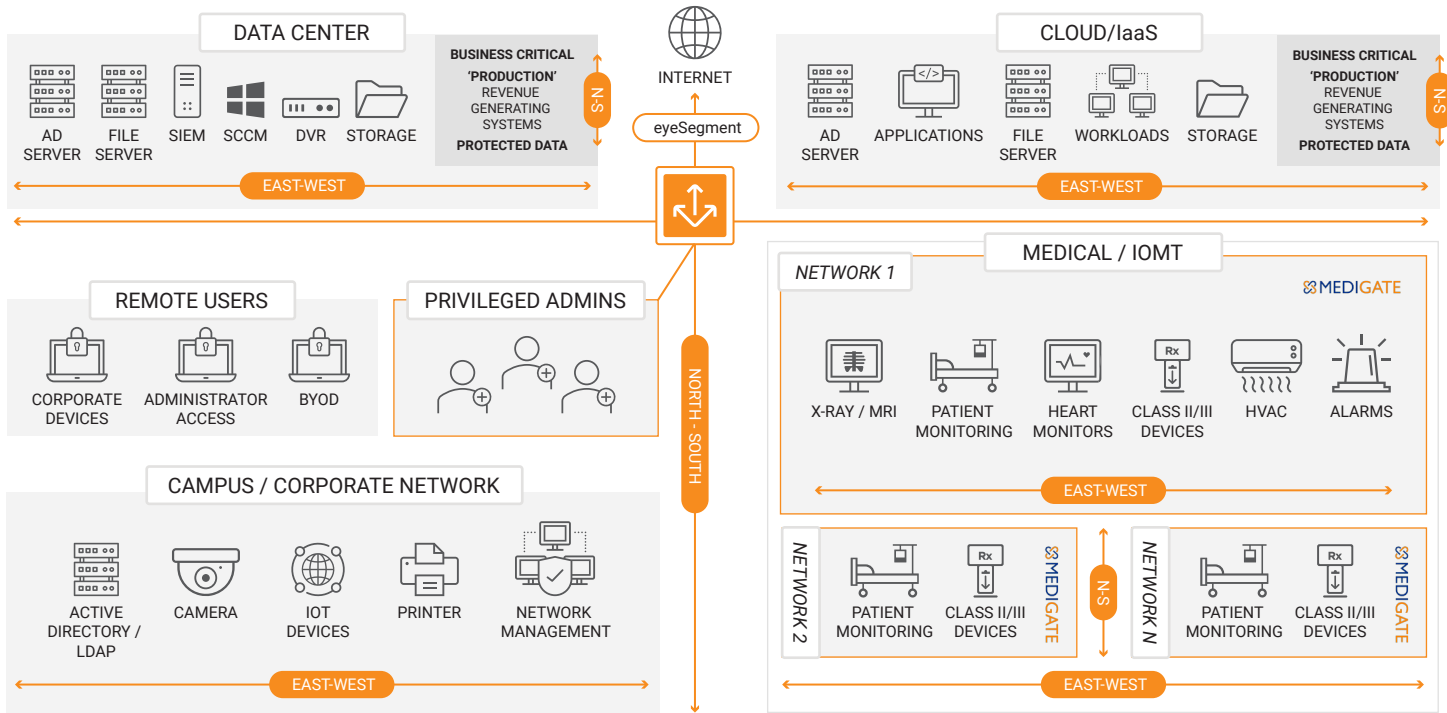 DATA CENTER
AD
SERVER
FILE
SERVER
SIEM
SCCM
DVR
STORAGE
BUSINESS CRITICAL
‘PRODUCTION’
REVENUE
GENERATING
SYSTEMS
PROTECTED DATA
N-S
EAST-WEST
INTERNET
eyeSegment
CLOUD/IaaS
AD
SERVER
</>
APPLICATIONS
FILE
SERVER
WORKLOADS
STORAGE
BUSINESS CRITICAL
‘PRODUCTION’
REVENUE
GENERATING
SYSTEMS
PROTECTED DATA
N-S
EAST-WEST
REMOTE USERS
CORPORATE
DEVICES
ADMINISTRATOR
ACCESS
BYOD
PRIVILEGED ADMINS
NORTH - SOUTH
CAMPUS / CORPORATE NETWORK
ACTIVE
DIRECTORY /
LDAP
CAMERA
IOT
DEVICES
PRINTER
NETWORK
MANAGEMENT
EAST-WEST
MEDICAL / IOMT
NETWORK 1
MEDIGATE
X-RAY / MRI
PATIENT
MONITORING
HEART
MONITORS
Rx
CLASS II/III
DEVICES
HVAC
ALARMS
EAST-WEST
NETWORK 2
PATIENT
MONITORING
Rx
CLASS II/III
DEVICES
MEDIGATE
N-S
NETWORK N
PATIENT
MONITORING
Rx
CLASS II/III
DEVICES
MEDIGATE
EAST-WEST